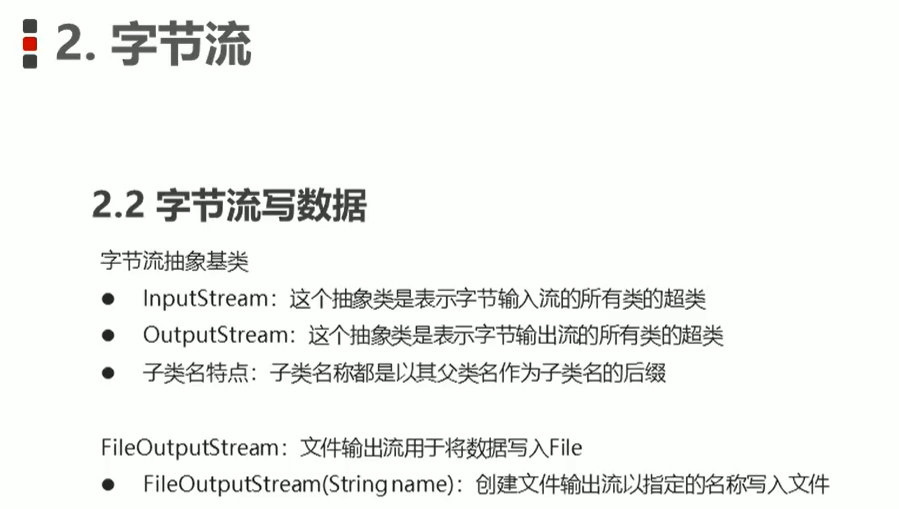 2. 字节流
2.2 字节流写数据
字节流抽象基类
● InputStream：这个抽象类是表示字节输入流的所有类的超类
● OutputStream：这个抽象类是表示字节输出流的所有类的超类
● 子类名特点：子类名称都是以其父类名作为子类名的后缀
FileOutputStream：文件输出流用于将数据写入File
● FileOutputStream(String name)：创建文件输出流以指定的名称写入文件